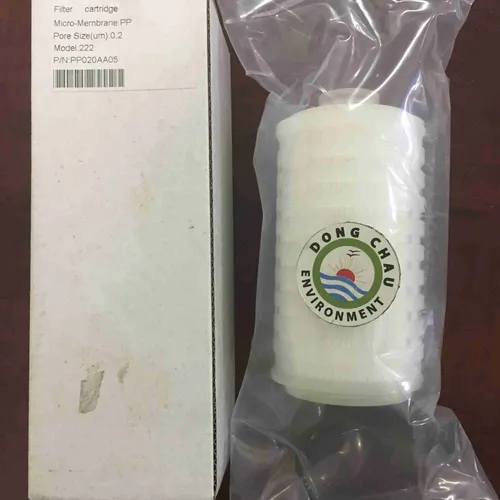 Filter cartridge
Micro-Membrane:PP
Pore Size(um):0.2
Model:222
P/N:PP020AA05
DONG CHAU
ENVIRONMENT